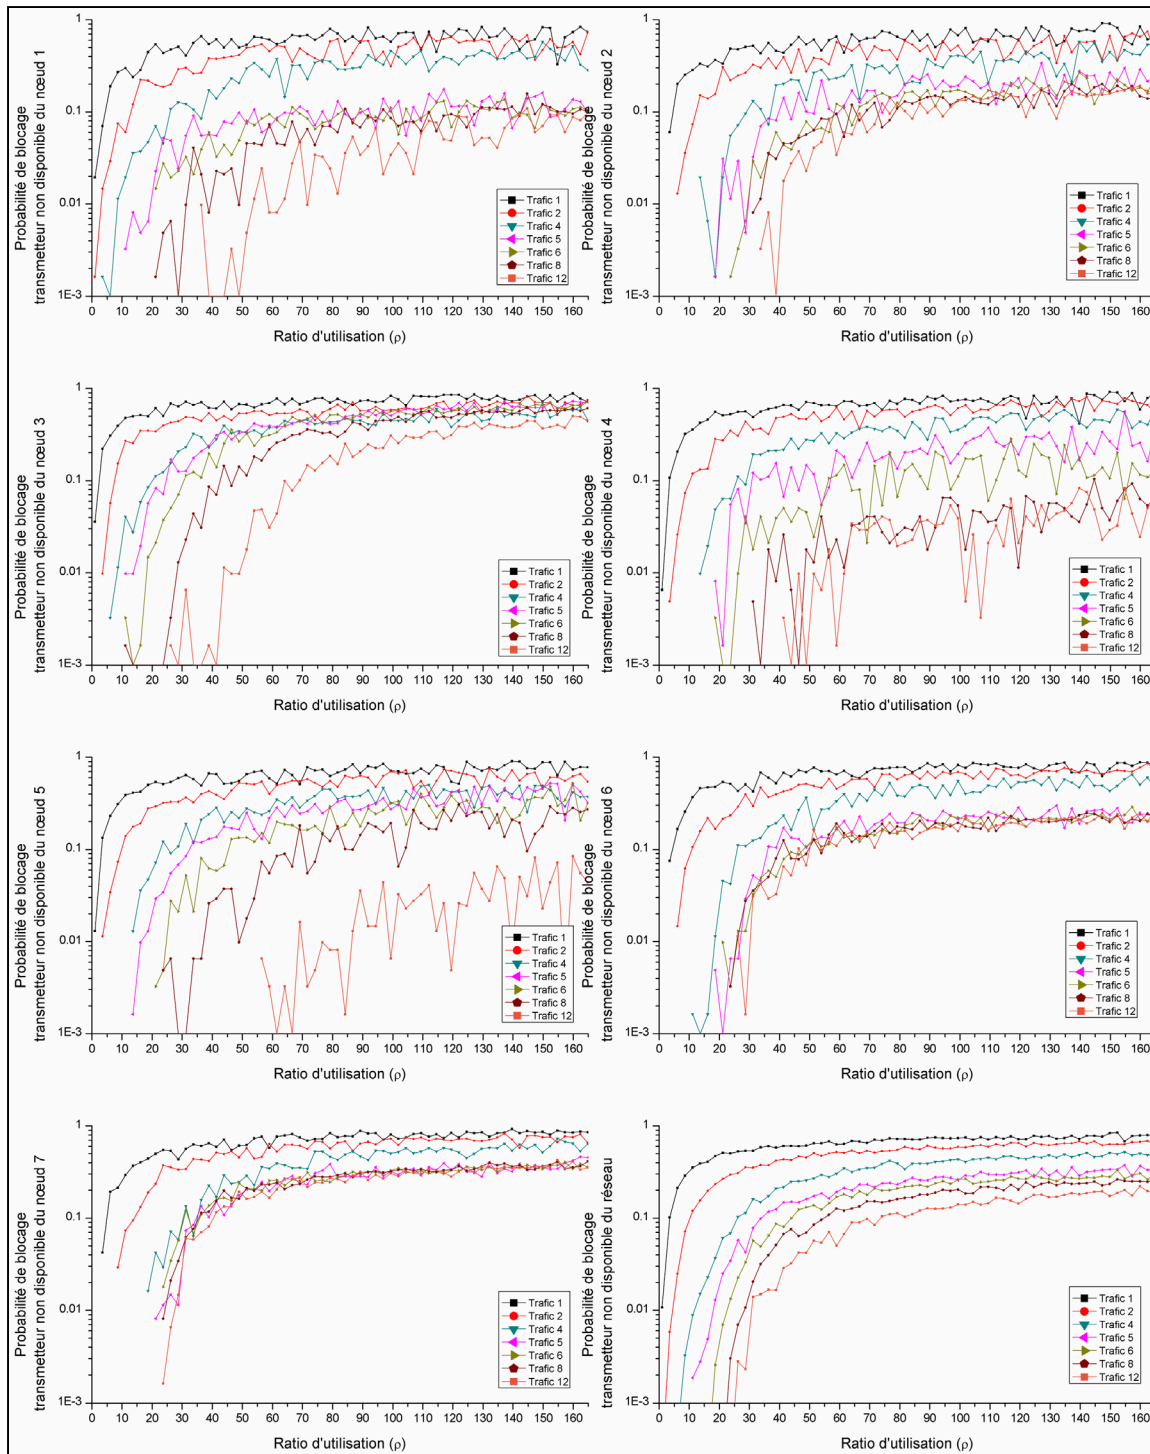 Probabilité de blocage
transmetteur non disponible du nœud 1
1
0.1
0.01
1E-3
0 10 20 30 40 50 60 70 80 90 100 110 120 130 140 150 160
Ratio d'utilisation (ρ)
Trafic 1
Trafic 2
Trafic 4
Trafic 5
Trafic 6
Trafic 8
Trafic 12
Probabilité de blocage
transmetteur non disponible du nœud 2
1
0.1
0.01
1E-3
0 10 20 30 40 50 60 70 80 90 100 110 120 130 140 150 160
Ratio d'utilisation (ρ)
Trafic 1
Trafic 2
Trafic 4
Trafic 5
Trafic 6
Trafic 8
Trafic 12
Probabilité de blocage
transmetteur non disponible du nœud 3
1
0.1
0.01
1E-3
0 10 20 30 40 50 60 70 80 90 100 110 120 130 140 150 160
Ratio d'utilisation (ρ)
Trafic 1
Trafic 2
Trafic 4
Trafic 5
Trafic 6
Trafic 8
Trafic 12
Probabilité de blocage
transmetteur non disponible du nœud 4
1
0.1
0.01
1E-3
0 10 20 30 40 50 60 70 80 90 100 110 120 130 140 150 160
Ratio d'utilisation (ρ)
Trafic 1
Trafic 2
Trafic 4
Trafic 5
Trafic 6
Trafic 8
Trafic 12
Probabilité de blocage
transmetteur non disponible du nœud 5
1
0.1
0.01
1E-3
0 10 20 30 40 50 60 70 80 90 100 110 120 130 140 150 160
Ratio d'utilisation (ρ)
Trafic 1
Trafic 2
Trafic 4
Trafic 5
Trafic 6
Trafic 8
Trafic 12
Probabilité de blocage
transmetteur non disponible du nœud 6
1
0.1
0.01
1E-3
0 10 20 30 40 50 60 70 80 90 100 110 120 130 140 150 160
Ratio d'utilisation (ρ)
Trafic 1
Trafic 2
Trafic 4
Trafic 5
Trafic 6
Trafic 8
Trafic 12
Probabilité de blocage
transmetteur non disponible du nœud 7
1
0.1
0.01
1E-3
0 10 20 30 40 50 60 70 80 90 100 110 120 130 140 150 160
Ratio d'utilisation (ρ)
Trafic 1
Trafic 2
Trafic 4
Trafic 5
Trafic 6
Trafic 8
Trafic 12
Probabilité de blocage
transmetteur non disponible du réseau
1
0.1
0.01
1E-3
0 10 20 30 40 50 60 70 80 90 100 110 120 130 140 150 160
Ratio d'utilisation (ρ)
Trafic 1
Trafic 2
Trafic 4
Trafic 5
Trafic 6
Trafic 8
Trafic 12